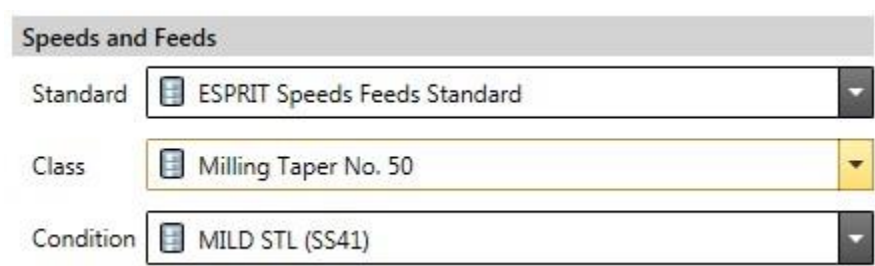 Speeds and Feeds
Standard ESPRIT Speeds Feeds Standard
Class Milling Taper No. 50
Condition MILD STL (SS41)